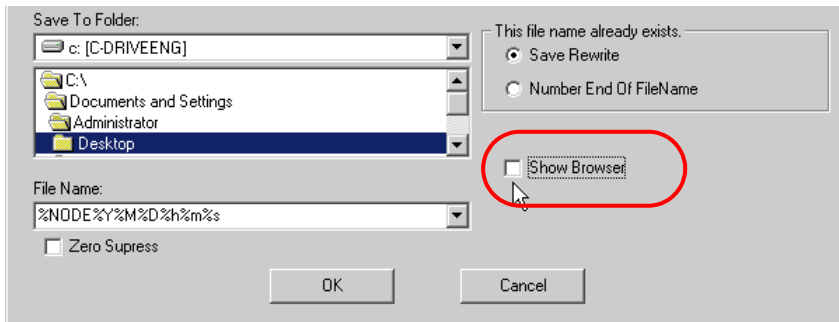 Save To Folder:
c: [C-DRIVEENG]
C:\
Documents and Settings
Administrator
Desktop
File Name:
%NODE%Y%M%D%h%m%s
Zero Supress
This file name already exists.
Save Rewrite
Number End Of FileName
Show Browser
OK
Cancel